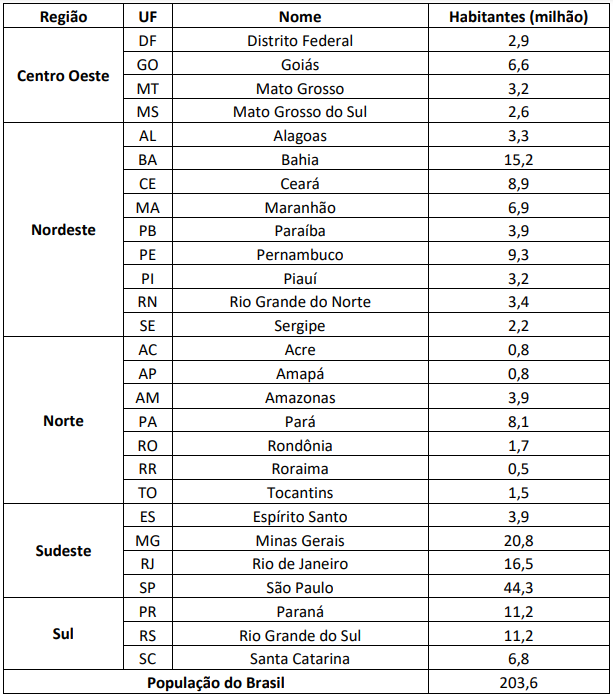 Região UF Nome Habitantes (milhão)
Centro Oeste DF Distrito Federal 2,9
GO Goiás 6,6
MT Mato Grosso 3,2
MS Mato Grosso do Sul 2,6
Nordeste AL Alagoas 3,3
BA Bahia 15,2
CE Ceará 8,9
MA Maranhão 6,9
PB Paraíba 3,9
PE Pernambuco 9,3
PI Piauí 3,2
RN Rio Grande do Norte 3,4
SE Sergipe 2,2
Norte AC Acre 0,8
AP Amapá 0,8
AM Amazonas 3,9
PA Pará 8,1
RO Rondônia 1,7
RR Roraima 0,5
TO Tocantins 1,5
Sudeste ES Espírito Santo 3,9
MG Minas Gerais 20,8
RJ Rio de Janeiro 16,5
SP São Paulo 44,3
Sul PR Paraná 11,2
RS Rio Grande do Sul 11,2
SC Santa Catarina 6,8
População do Brasil 203,6